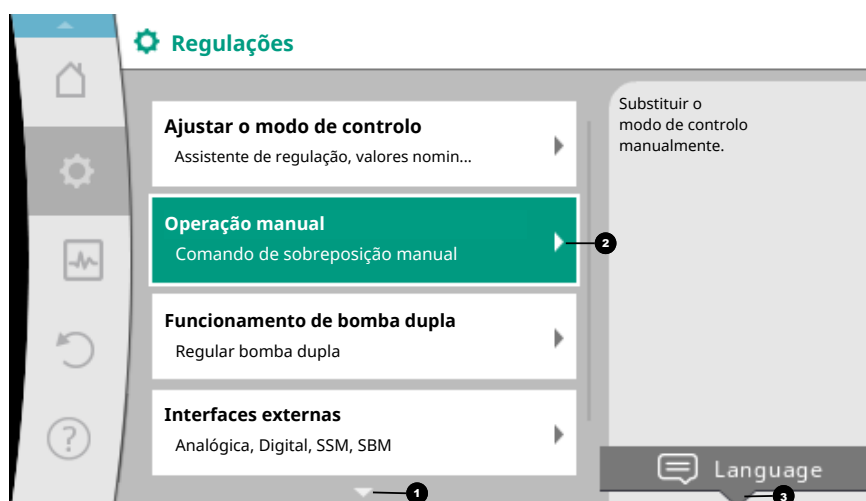 Regulações
Ajustar o modo de controlo
Assistente de regulação, valores nomin...
Operação manual
Comando de sobreposição manual
Funcionamento de bomba dupla
Regular bomba dupla
Interfaces externas
Analógica, Digital, SSM, SBM
Substituir o
modo de controlo
manualmente.
2
?
1
Language
3